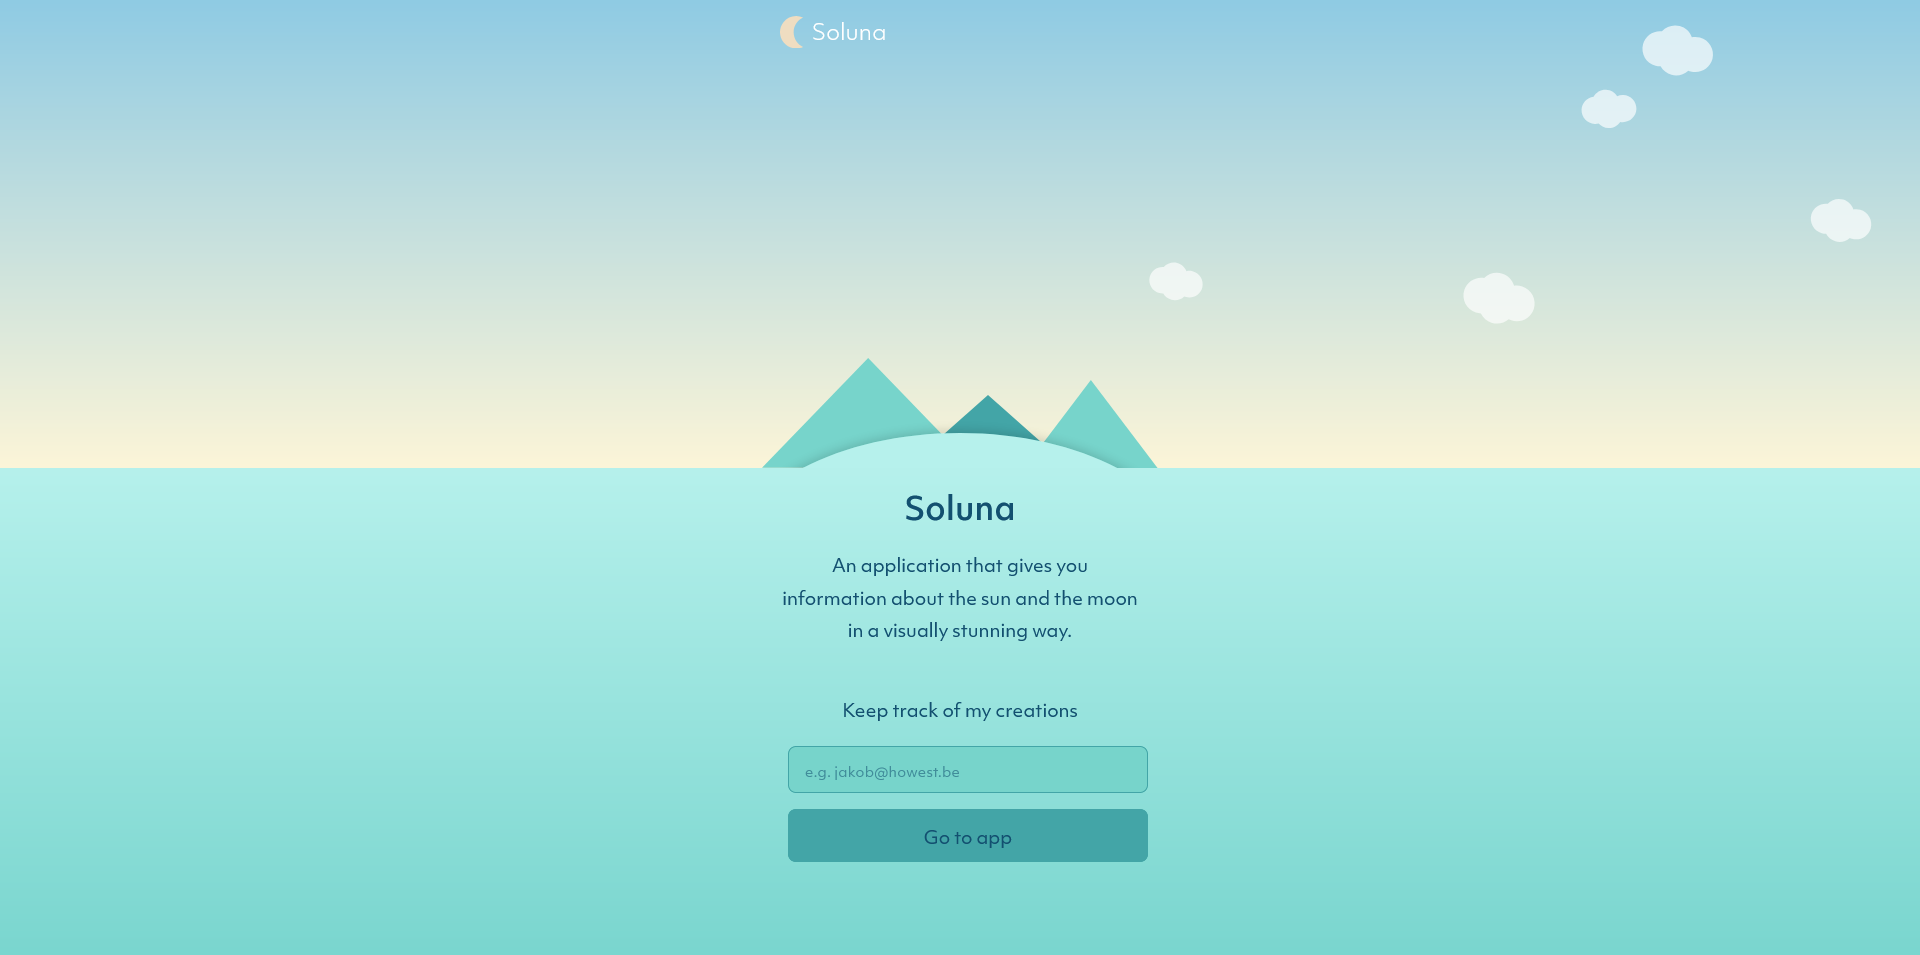 Soluna
Soluna
An application that gives you
information about the sun and the moon
in a visually stunning way.
Keep track of my creations
e.g. jakob@howest.be
Go to app